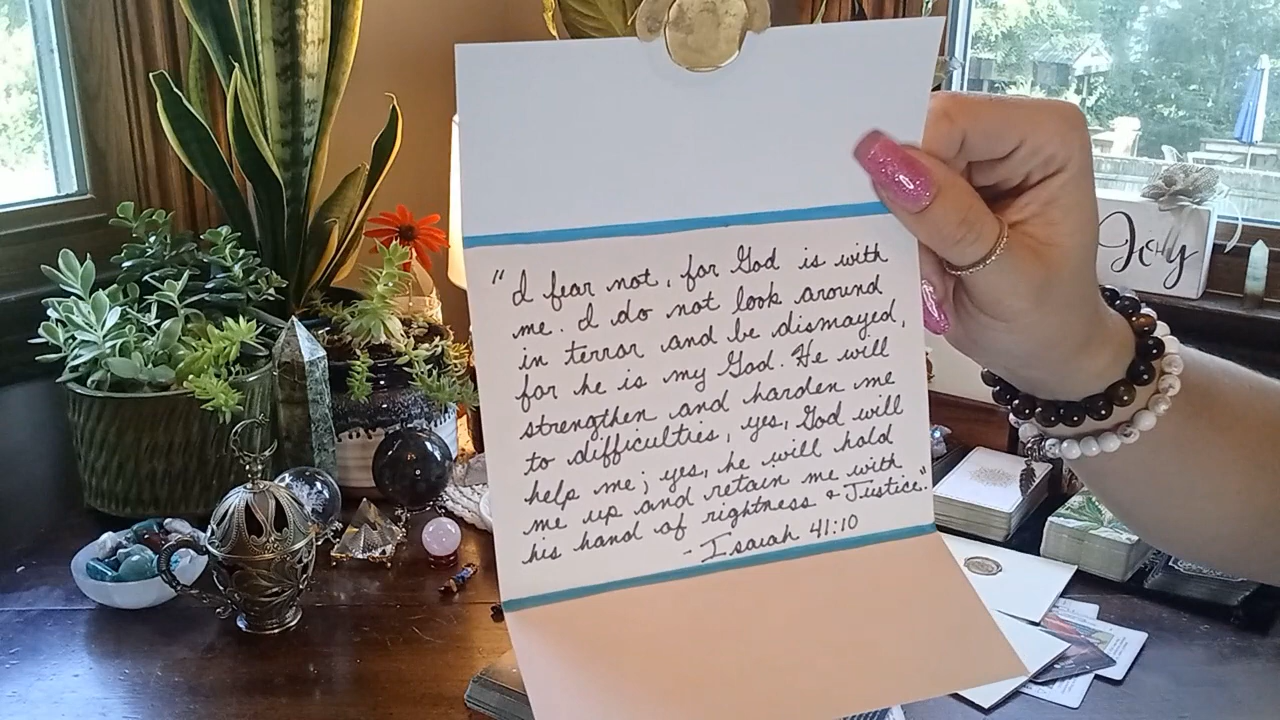 "I fear not, for God is with
me. I do not look around
in terror and be dismayed,
for he is my God. He will
strengthen and harden me
to difficulties, yes, God will
help me; yes, he will hold
me up and retain me with
his hand of rightness & Justice."
- Isaiah 41:10
Joy